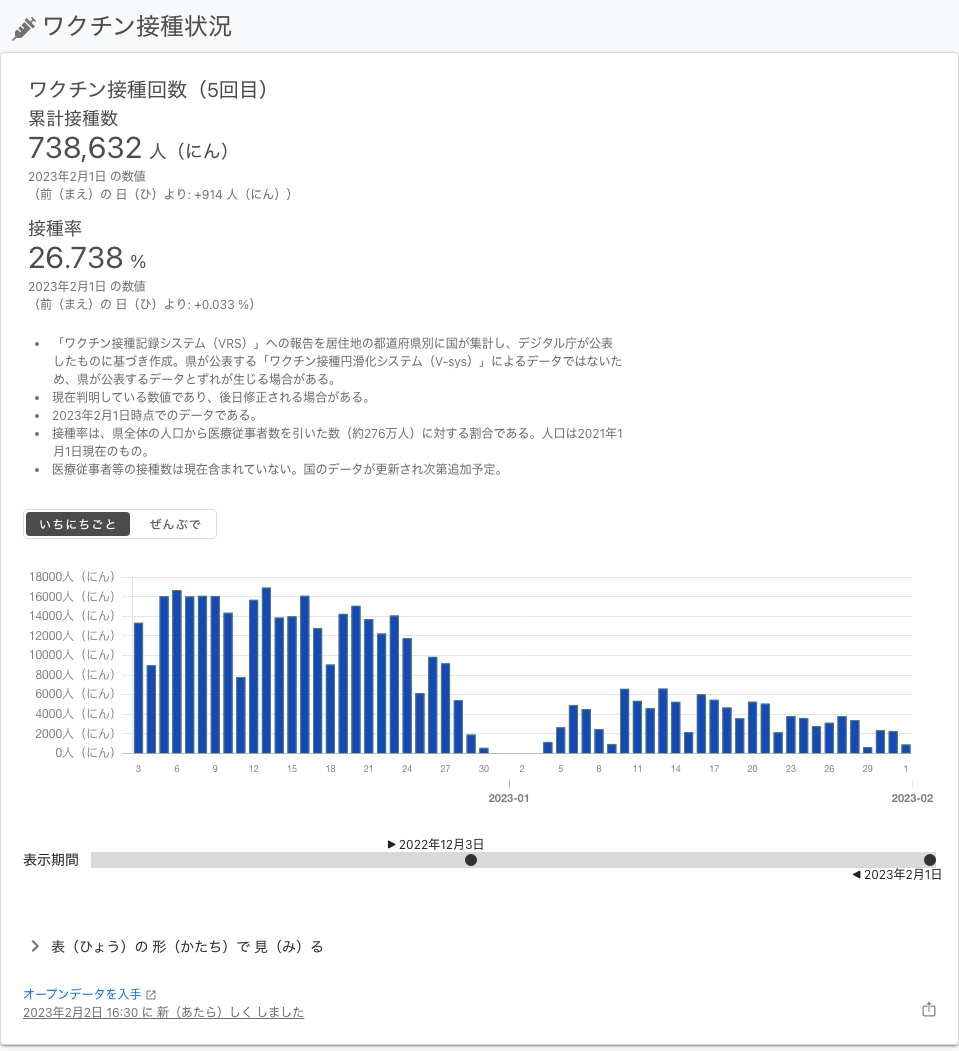 ワクチン接種状況
ワクチン接種回数（5回目）
累計接種数
738,632 人（にん）
2023年2月1日 の数値
（前（まえ）の 日（ひ）より: +914 人（にん））
接種率
26.738 %
2023年2月1日 の数値
（前（まえ）の 日（ひ）より: +0.033 %）
• 「ワクチン接種記録システム（VRS）」への報告を居住地の都道府県別に国が集計し、デジタル庁が公表
したものに基づき作成。県が公表する「ワクチン接種円滑化システム（V-sys）」によるデータではないた
め、県が公表するデータとずれが生じる場合がある。
• 現在判明している数値であり、後日修正される場合がある。
• 2023年2月1日時点でのデータである。
• 接種率は、県全体の人口から医療従事者数を引いた数（約276万人）に対する割合である。人口は2021年1
月1日現在のもの。
• 医療従事者等の接種数は現在含まれていない。国のデータが更新され次第追加予定。
いちにちごと ぜんぶで
18000人（にん）
16000人（にん）
14000人（にん）
12000人（にん）
10000人（にん）
8000人（にん）
6000人（にん）
4000人（にん）
2000人（にん）
0人（にん）
3 6 9 12 15 18 21 24 27 30 2 5 8 11 14 17 20 23 26 29 1
2023-01 2023-02
▶ 2022年12月3日
表示期間
◀ 2023年2月1日
表（ひょう）の 形（かたち）で 見（み）る
オープンデータを入手
2023年2月2日 16:30 に 新（あたら）しく しました